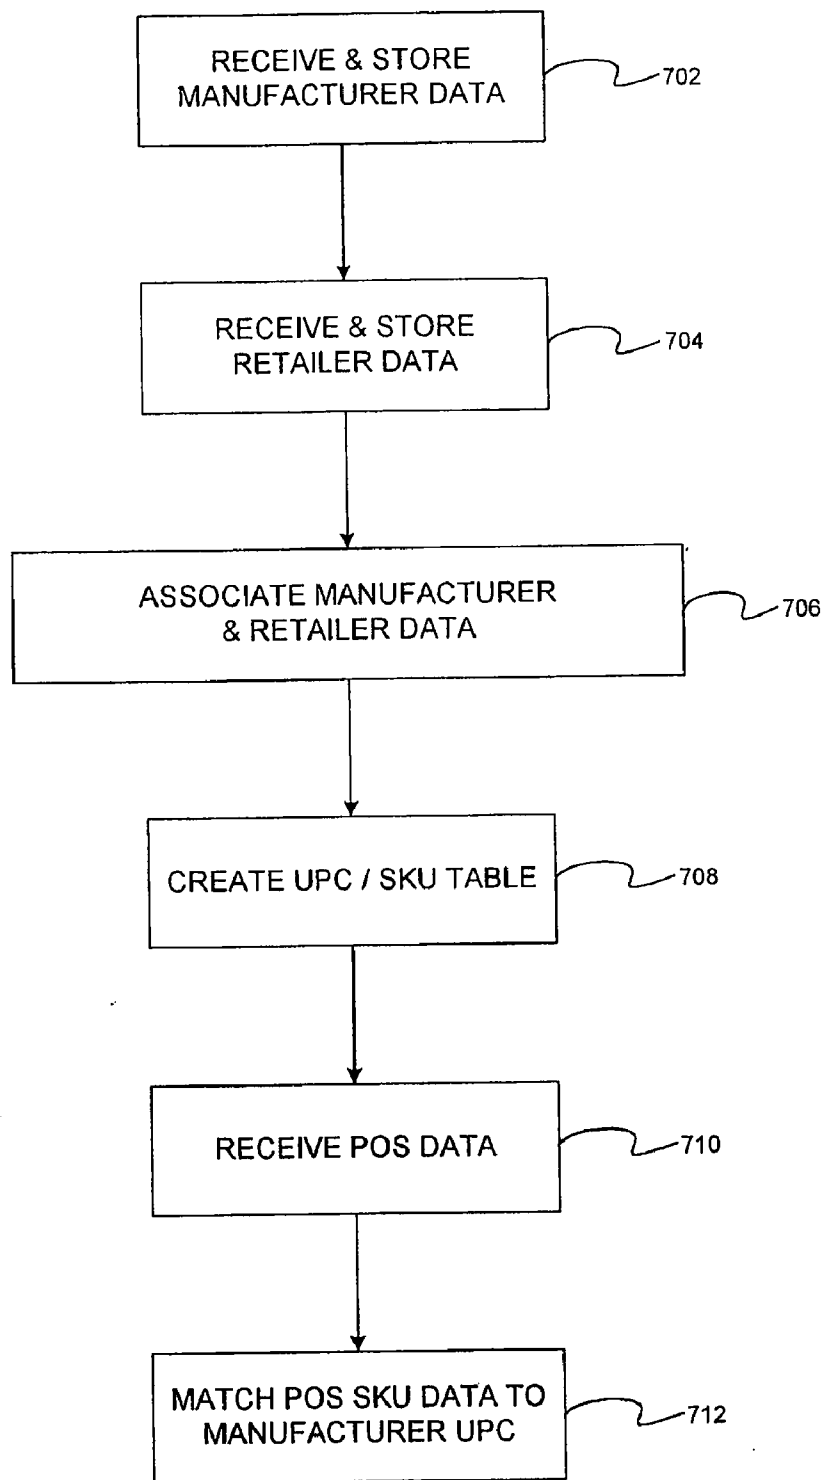 RECEIVE & STORE
MANUFACTURER DATA
702
RECEIVE & STORE
RETAILER DATA
704
ASSOCIATE MANUFACTURER
& RETAILER DATA
706
CREATE UPC / SKU TABLE
708
RECEIVE POS DATA
710
MATCH POS SKU DATA TO
MANUFACTURER UPC
712